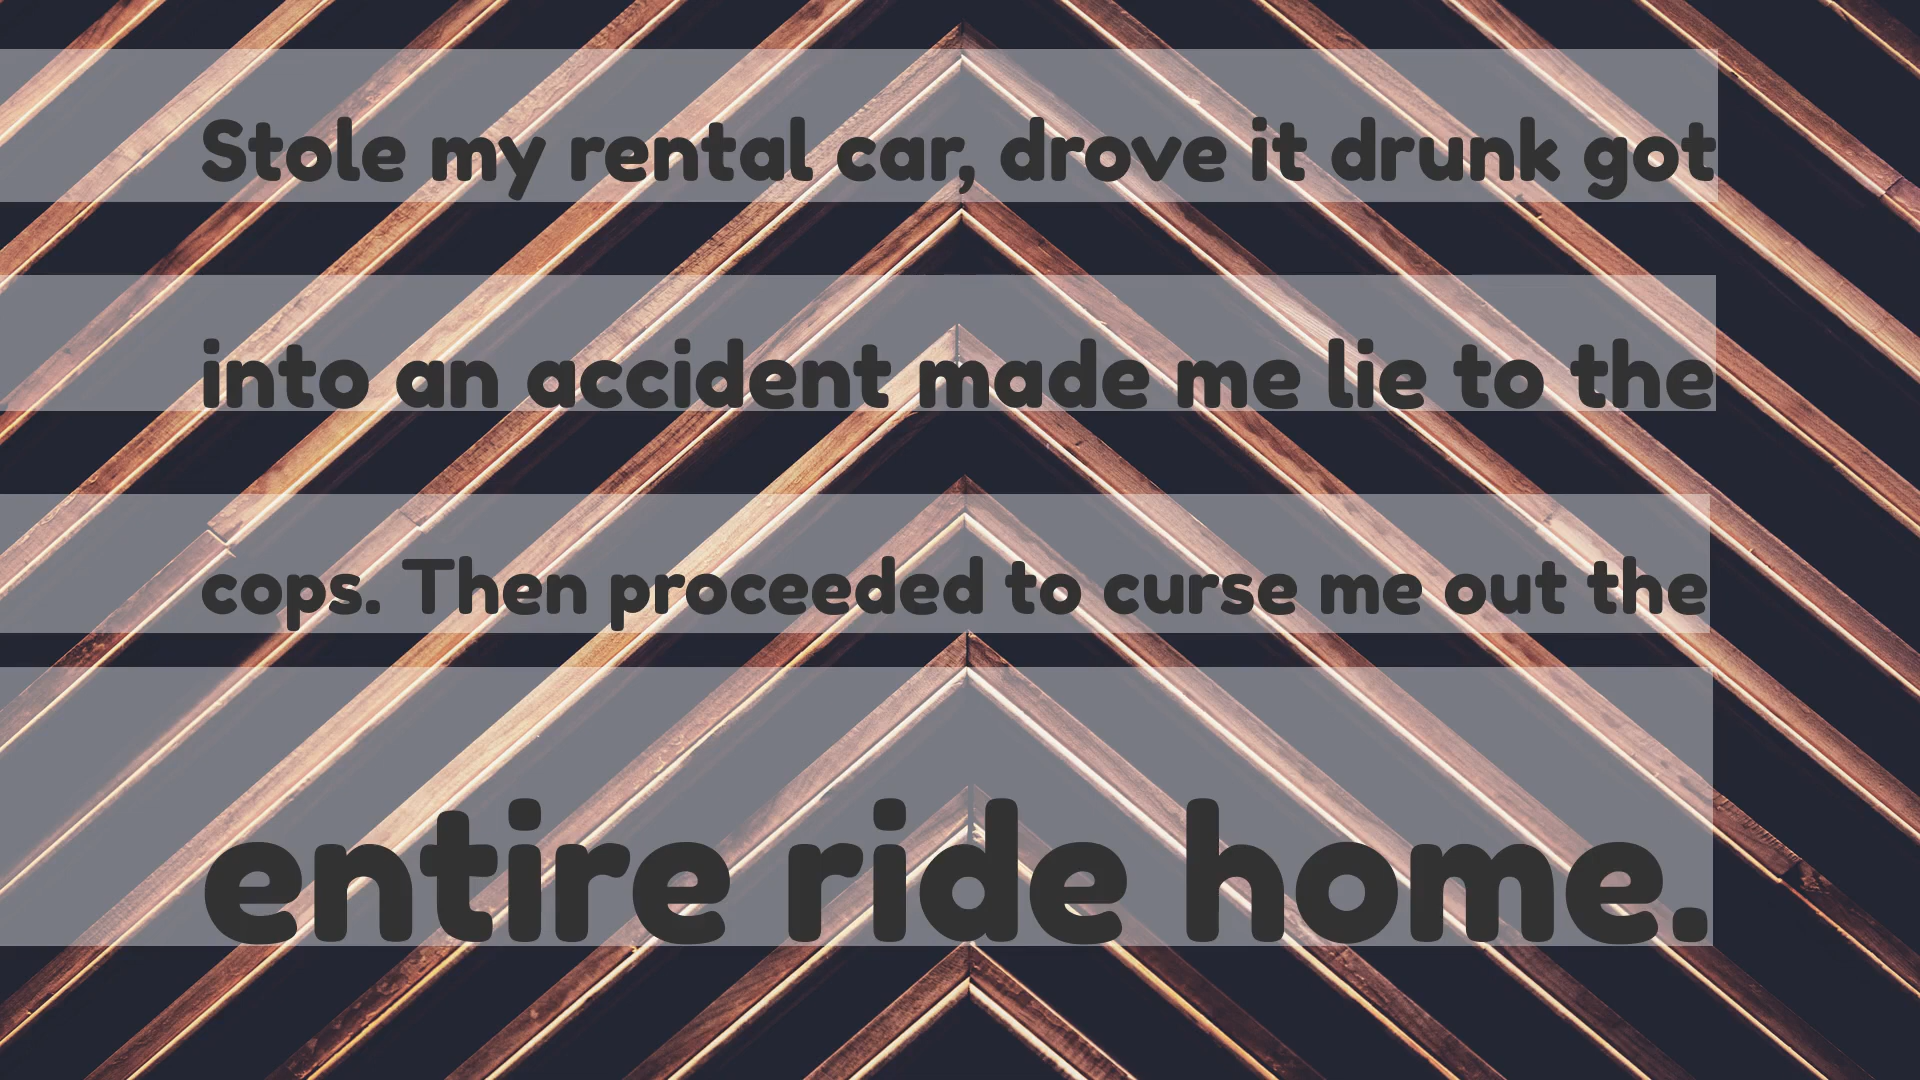 Stole my rental car, drove it drunk got
into an accident made me lie to the
cops. Then proceeded to curse me out the
entire ride home.